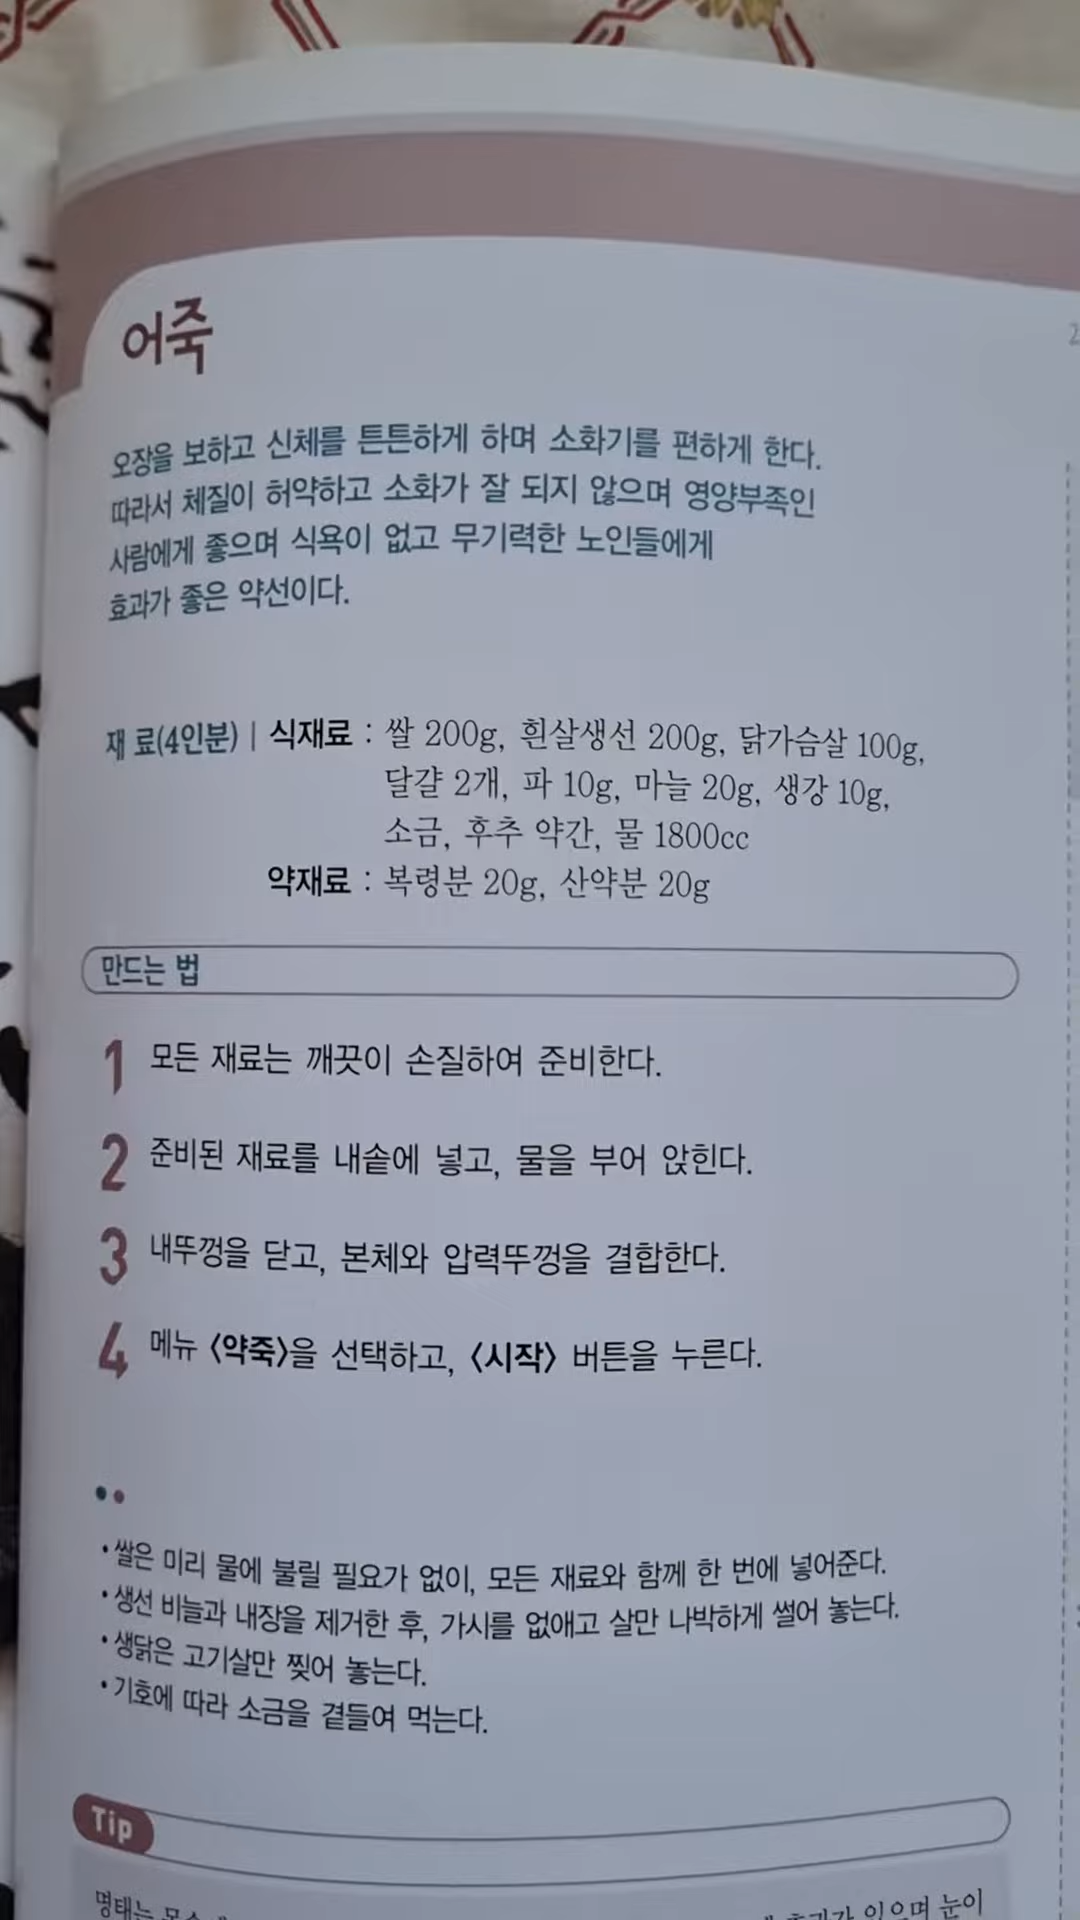 어죽
오장을 보하고 신체를 튼튼하게 하며 소화기를 편하게 한다.
따라서 체질이 허약하고 소화가 잘 되지 않으며 영양부족인
사람에게 좋으며 식욕이 없고 무기력한 노인들에게
효과가 좋은 약선이다.
재 료(4인분) | 식재료 : 쌀 200g, 흰살생선 200g, 닭가슴살 100g,
달걀 2개, 파 10g, 마늘 20g, 생강 10g,
소금, 후추 약간, 물 1800cc
약재료 : 복령분 20g, 산약분 20g
만드는 법
1 모든 재료는 깨끗이 손질하여 준비한다.
2 준비된 재료를 내솥에 넣고, 물을 부어 앉힌다.
3 내뚜껑을 닫고, 본체와 압력뚜껑을 결합한다.
4 메뉴 〈약죽〉을 선택하고, 〈시작〉 버튼을 누른다.
• 쌀은 미리 물에 불릴 필요가 없이, 모든 재료와 함께 한 번에 넣어준다.
• 생선 비늘과 내장을 제거한 후, 가시를 없애고 살만 나박하게 썰어 놓는다.
• 생닭은 고기살만 찢어 놓는다.
• 기호에 따라 소금을 곁들여 먹는다.
Tip
명태는 있으며 눈이